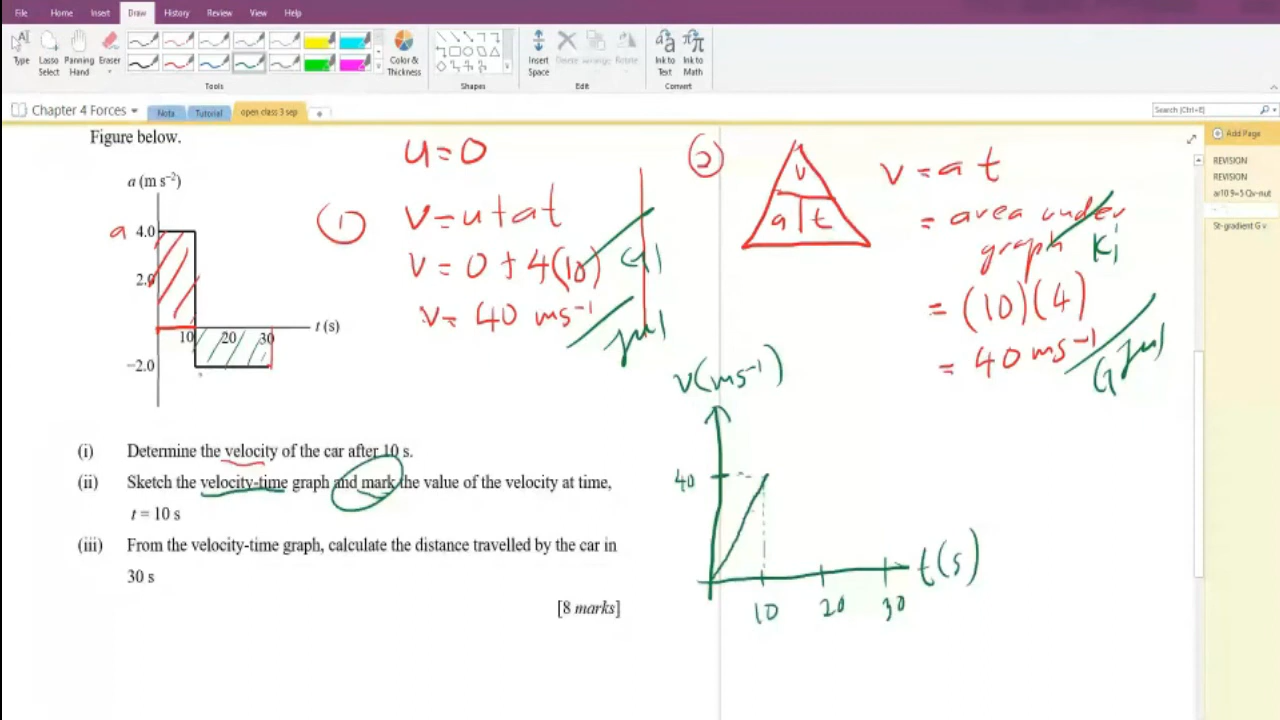 File Home Insert Draw History Review View Help
Type Lasso Select Panning Hand Eraser Color & Thickness Insert Space Delete Arrange Rotate Ink to Text Ink to Math
Tools Shapes Edit Convert
Chapter 4 Forces Nota Tutorial open class 3 sep Search (Ctrl+E)
Add Page
REVISION
REVISION
St-gradient G v
Figure below.
a (m s⁻²)
a 4.0
2.0
10 20 30 t (s)
−2.0
u = 0
① v = u + at
v = 0 + 4(10) G1
v = 40 ms⁻¹ JU1
②
v
a t
v = a t
= area under
graph K1
= (10)(4)
= 40 ms⁻¹ G JU1
(i) Determine the velocity of the car after 10 s.
(ii) Sketch the velocity-time graph and mark the value of the velocity at time,
t = 10 s
(iii) From the velocity-time graph, calculate the distance travelled by the car in
30 s
[8 marks]
v(ms⁻¹)
40
t(s)
10 20 30